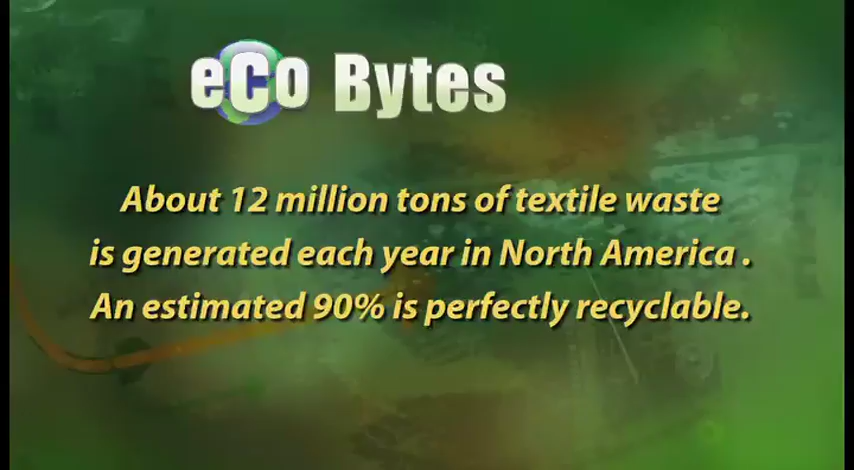 eCo Bytes
About 12 million tons of textile waste
is generated each year in North America .
An estimated 90% is perfectly recyclable.